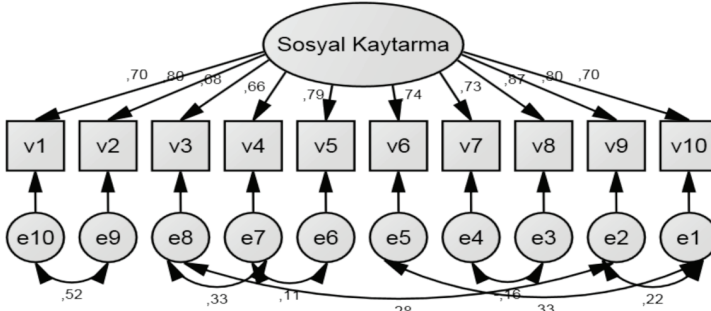 Sosyal Kaytarma
,70 ,80 ,68 ,66 ,79 ,74 ,73 ,87 ,80 ,70
v1 v2 v3 v4 v5 v6 v7 v8 v9 v10
e10 e9 e8 e7 e6 e5 e4 e3 e2 e1
,52 ,33 ,11 ,28 ,16 ,33 ,22